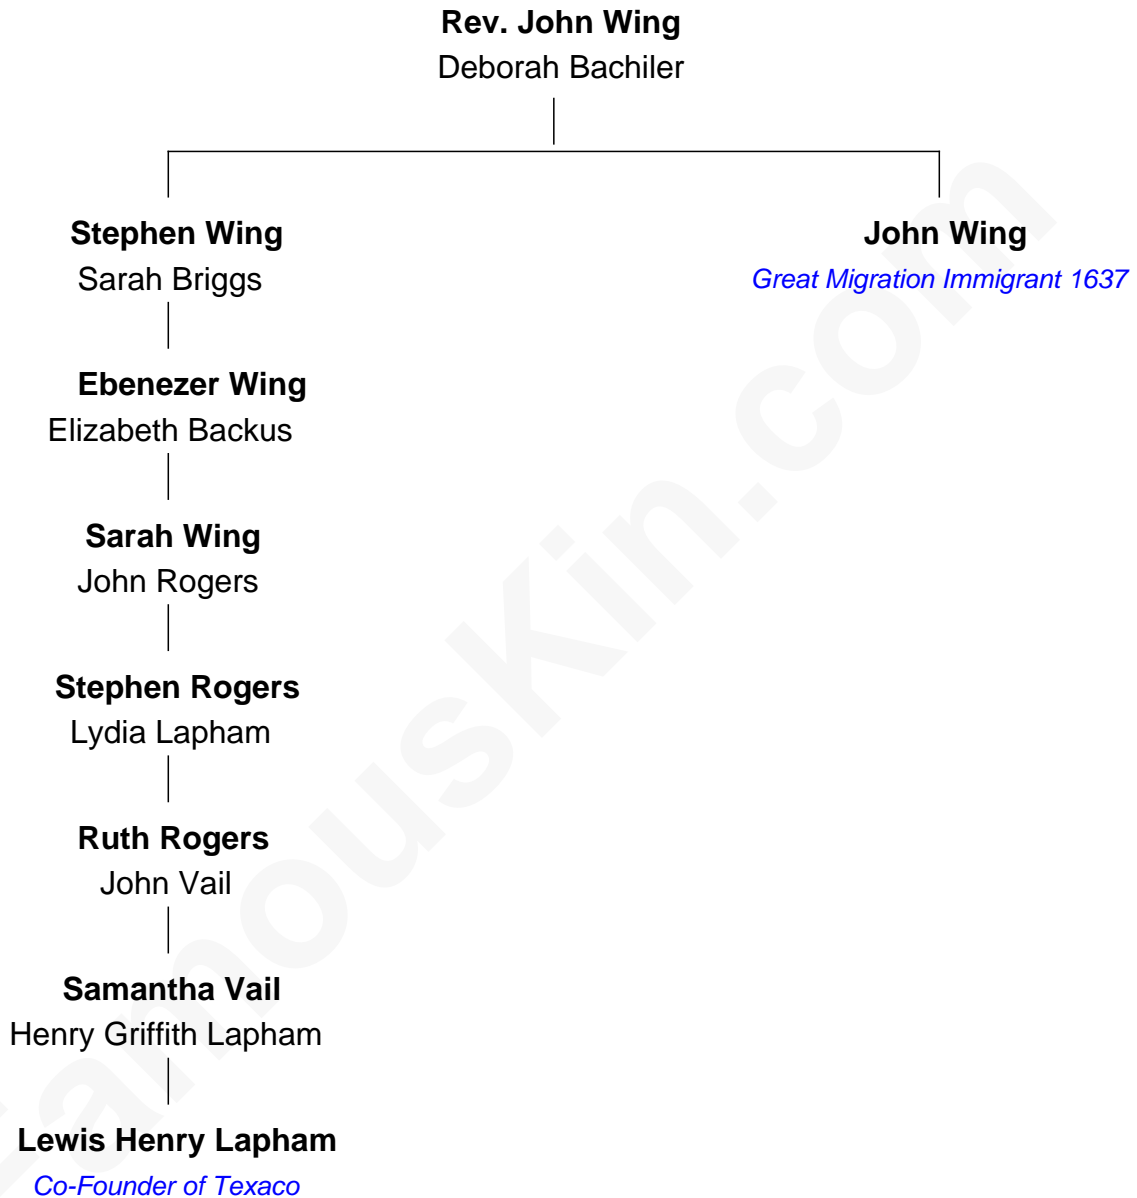 Rev. John Wing
Deborah Bachiler
Stephen Wing
John Wing
Sarah Briggs
Great Migration Immigrant 1637
Ebenezer Wing
Elizabeth Backus
Sarah Wing
John Rogers
Stephen Rogers
Lydia Lapham
Ruth Rogers
John Vail
Samantha Vail
Henry Griffith Lapham
Lewis Henry Lapham
Co-Founder of Texaco
FamousKin.com